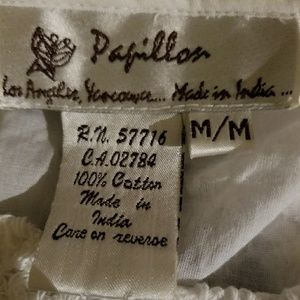 Papillon
Los Angeles, Vancouver... Made in India ...
M/M
R.N. 57716
C.A. 02784
100% Cotton
Made in
India
Care on reverse